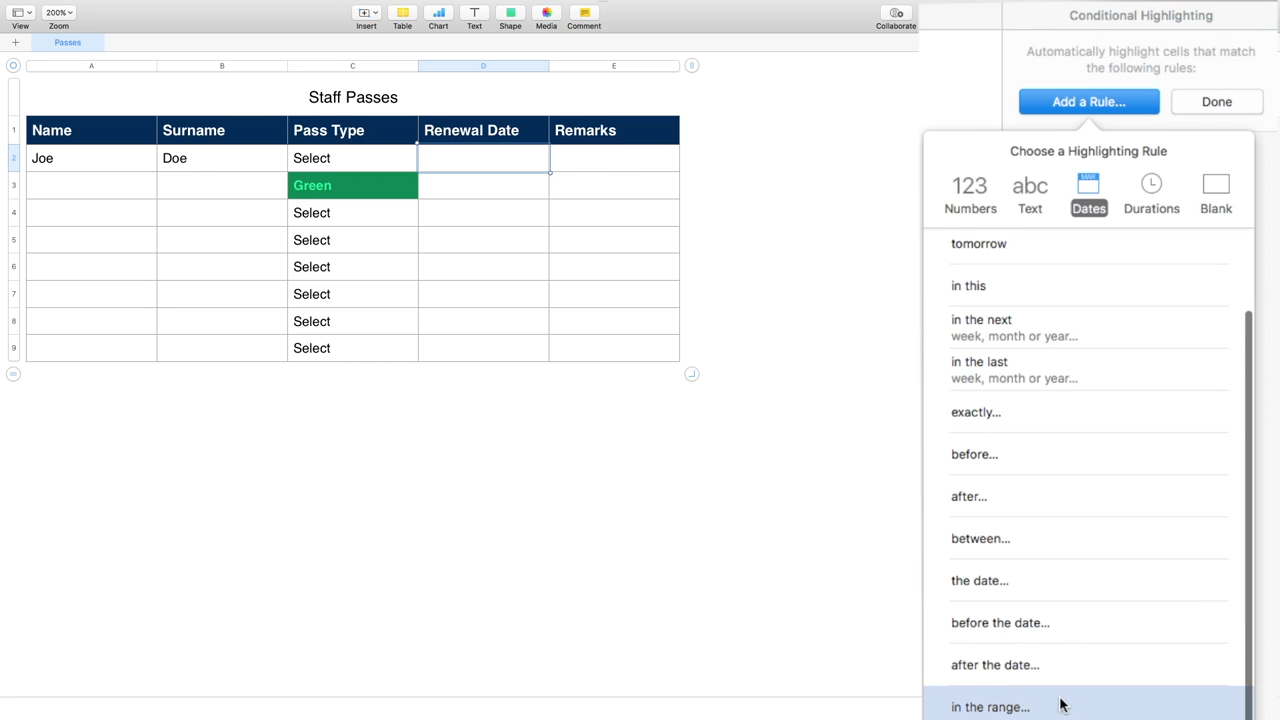 200%
View
Zoom
Insert
Table
Chart
Text
Shape
Media
Comment
Collaborate
Passes
A
B
C
D
E
Staff Passes
1
Name
Surname
Pass Type
Renewal Date
Remarks
2
Joe
Doe
Select
3
Green
4
Select
5
Select
6
Select
7
Select
8
Select
9
Select
Conditional Highlighting
Automatically highlight cells that match
the following rules:
Add a Rule...
Done
Choose a Highlighting Rule
123
abc
MAR
Numbers
Text
Dates
Durations
Blank
tomorrow
in this
in the next
week, month or year...
in the last
week, month or year...
exactly...
before...
after...
between...
the date...
before the date...
after the date...
in the range...